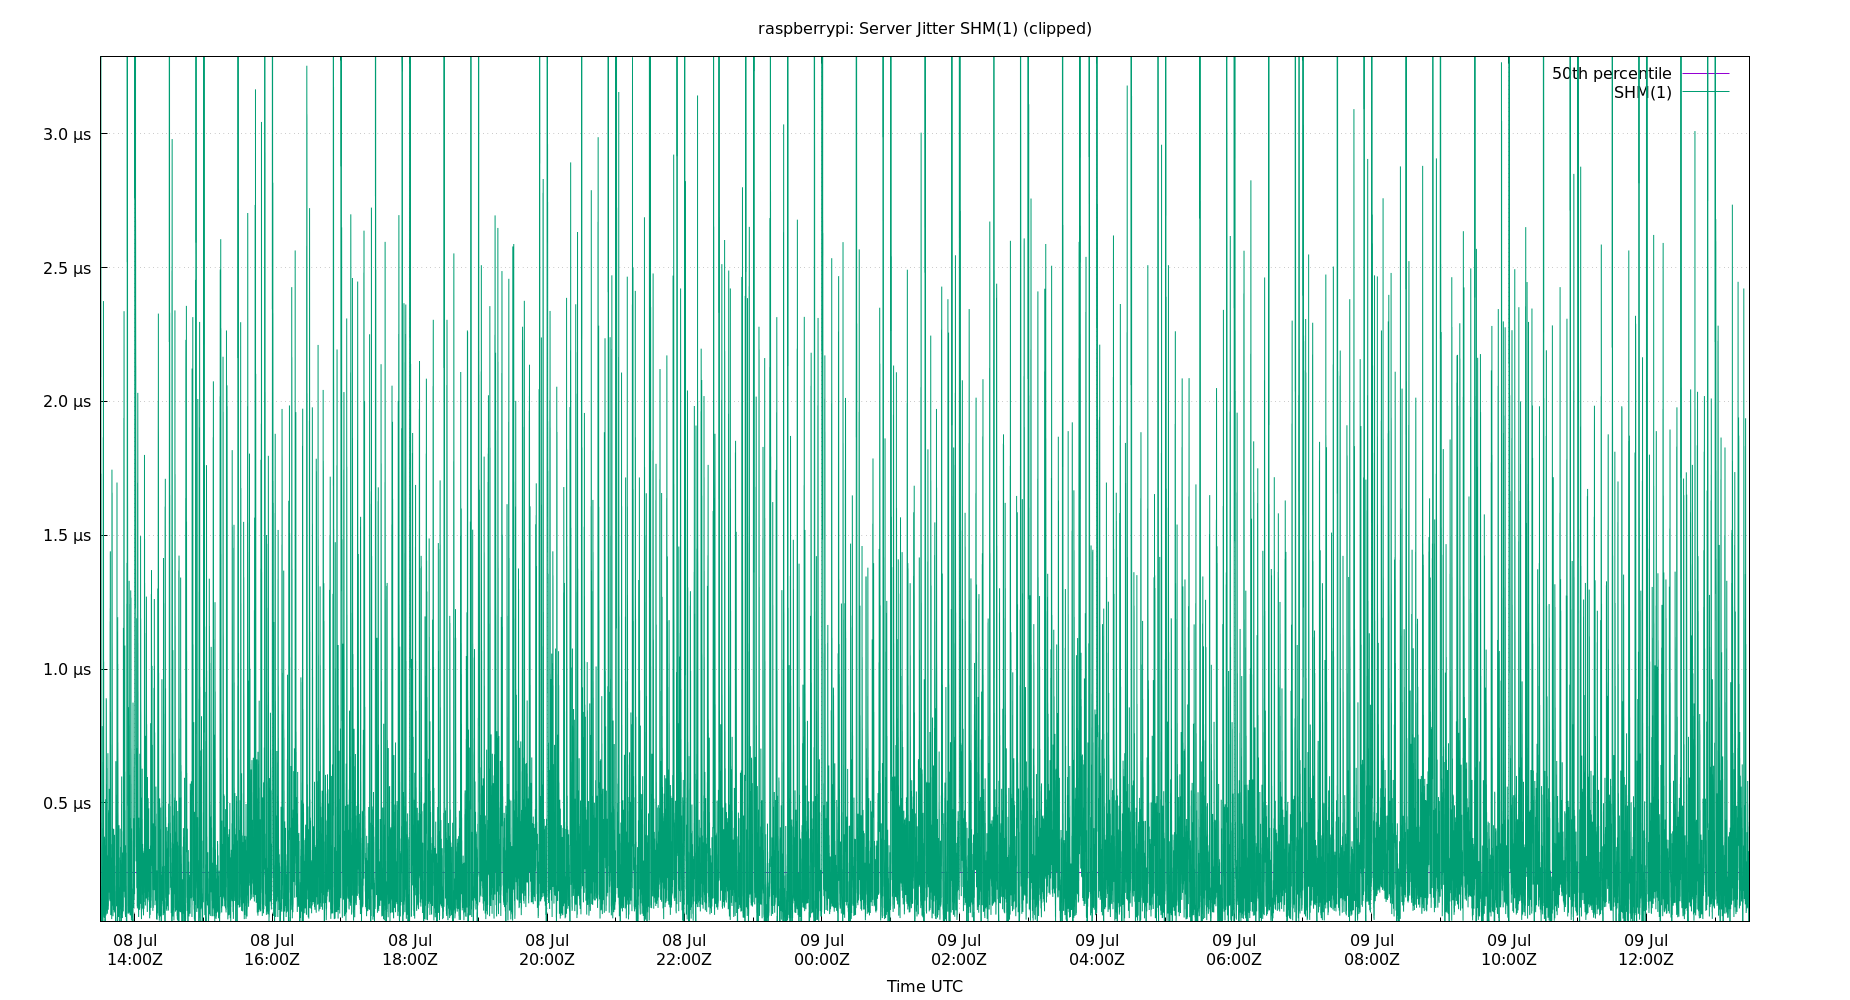 raspberrypi: Server Jitter SHM(1) (clipped)
50th percentile
SHM(1)
3.0 µs
2.5 µs
2.0 µs
1.5 µs
1.0 µs
0.5 µs
08 Jul 08 Jul 08 Jul 08 Jul 08 Jul 09 Jul 09 Jul 09 Jul 09 Jul 09 Jul 09 Jul 09 Jul
14:00Z 16:00Z 18:00Z 20:00Z 22:00Z 00:00Z 02:00Z 04:00Z 06:00Z 08:00Z 10:00Z 12:00Z
Time UTC